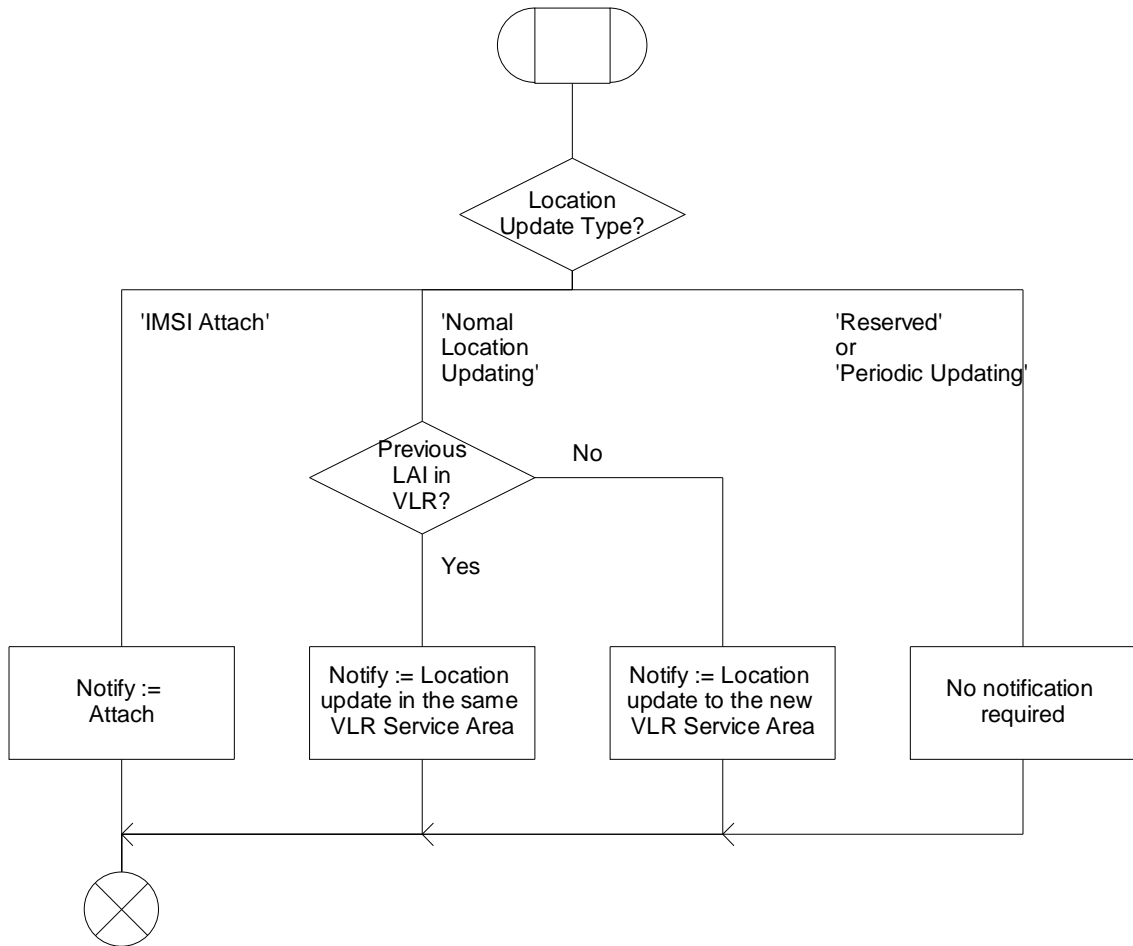 Location
Update Type?
'IMSI Attach'
'Nomal
Location
Updating'
'Reserved'
or
'Periodic Updating'
Previous
LAI in
VLR?
No
Yes
Notify :=
Attach
Notify := Location
update in the same
VLR Service Area
Notify := Location
update to the new
VLR Service Area
No notification
required